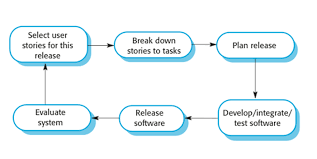 Select user
stories for this
release
Break down
stories to tasks
Plan release
Develop/integrate/
test software
Release
software
Evaluate
system